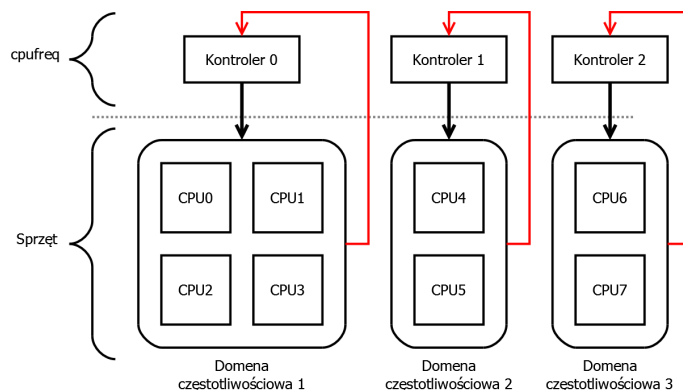 cpufreq
Kontroler 0
Kontroler 1
Kontroler 2
Sprzęt
CPU0
CPU1
CPU4
CPU6
CPU2
CPU3
CPU5
CPU7
Domena
częstotliwościowa 1
Domena
częstotliwościowa 2
Domena
częstotliwościowa 3